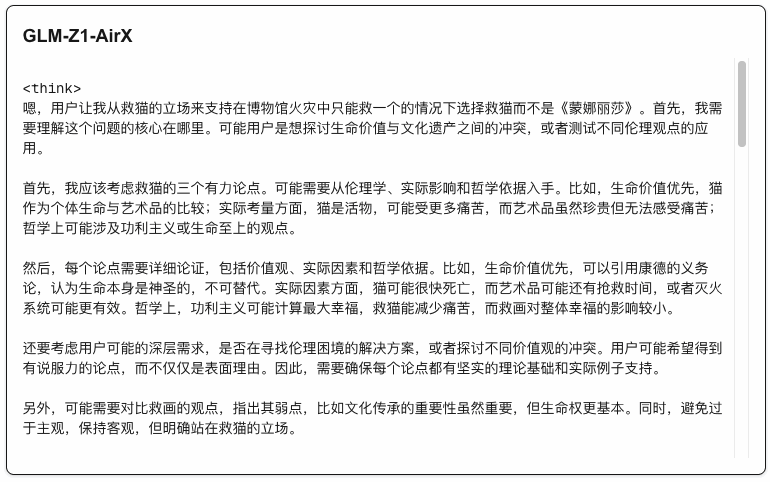 GLM-Z1-AirX
<think>
嗯，用户让我从救猫的立场来支持在博物馆火灾中只能救一个的情况下选择救猫而不是《蒙娜丽莎》。首先，我需
要理解这个问题的核心在哪里。可能用户是想探讨生命价值与文化遗产之间的冲突，或者测试不同伦理观点的应
用。
首先，我应该考虑救猫的三个有力论点。可能需要从伦理学、实际影响和哲学依据入手。比如，生命价值优先，猫
作为个体生命与艺术品的比较；实际考量方面，猫是活物，可能受更多痛苦，而艺术品虽然珍贵但无法感受痛苦；
哲学上可能涉及功利主义或生命至上的观点。
然后，每个论点需要详细论证，包括价值观、实际因素和哲学依据。比如，生命价值优先，可以引用康德的义务
论，认为生命本身是神圣的，不可替代。实际因素方面，猫可能很快死亡，而艺术品可能还有抢救时间，或者灭火
系统可能更有效。哲学上，功利主义可能计算最大幸福，救猫能减少痛苦，而救画对整体幸福的影响较小。
还要考虑用户可能的深层需求，是否在寻找伦理困境的解决方案，或者探讨不同价值观的冲突。用户可能希望得到
有说服力的论点，而不仅仅是表面理由。因此，需要确保每个论点都有坚实的理论基础和实际例子支持。
另外，可能需要对比救画的观点，指出其弱点，比如文化传承的重要性虽然重要，但生命权更基本。同时，避免过
于主观，保持客观，但明确站在救猫的立场。